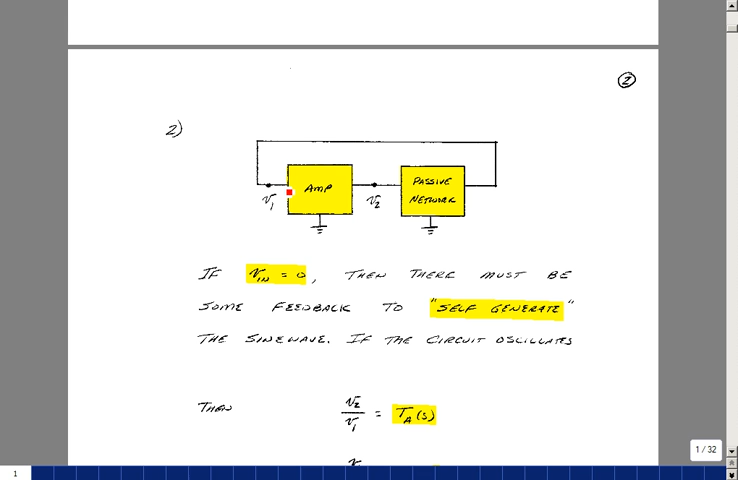 2
2)
AMP
PASSIVE
NETWORK
V1
V2
IF VIN = 0, THEN THERE MUST BE
SOME FEEDBACK TO "SELF GENERATE"
THE SINEWAVE. IF THE CIRCUIT OSCILLATES
THEN V2/V1 = TA(S)
1 / 32
1